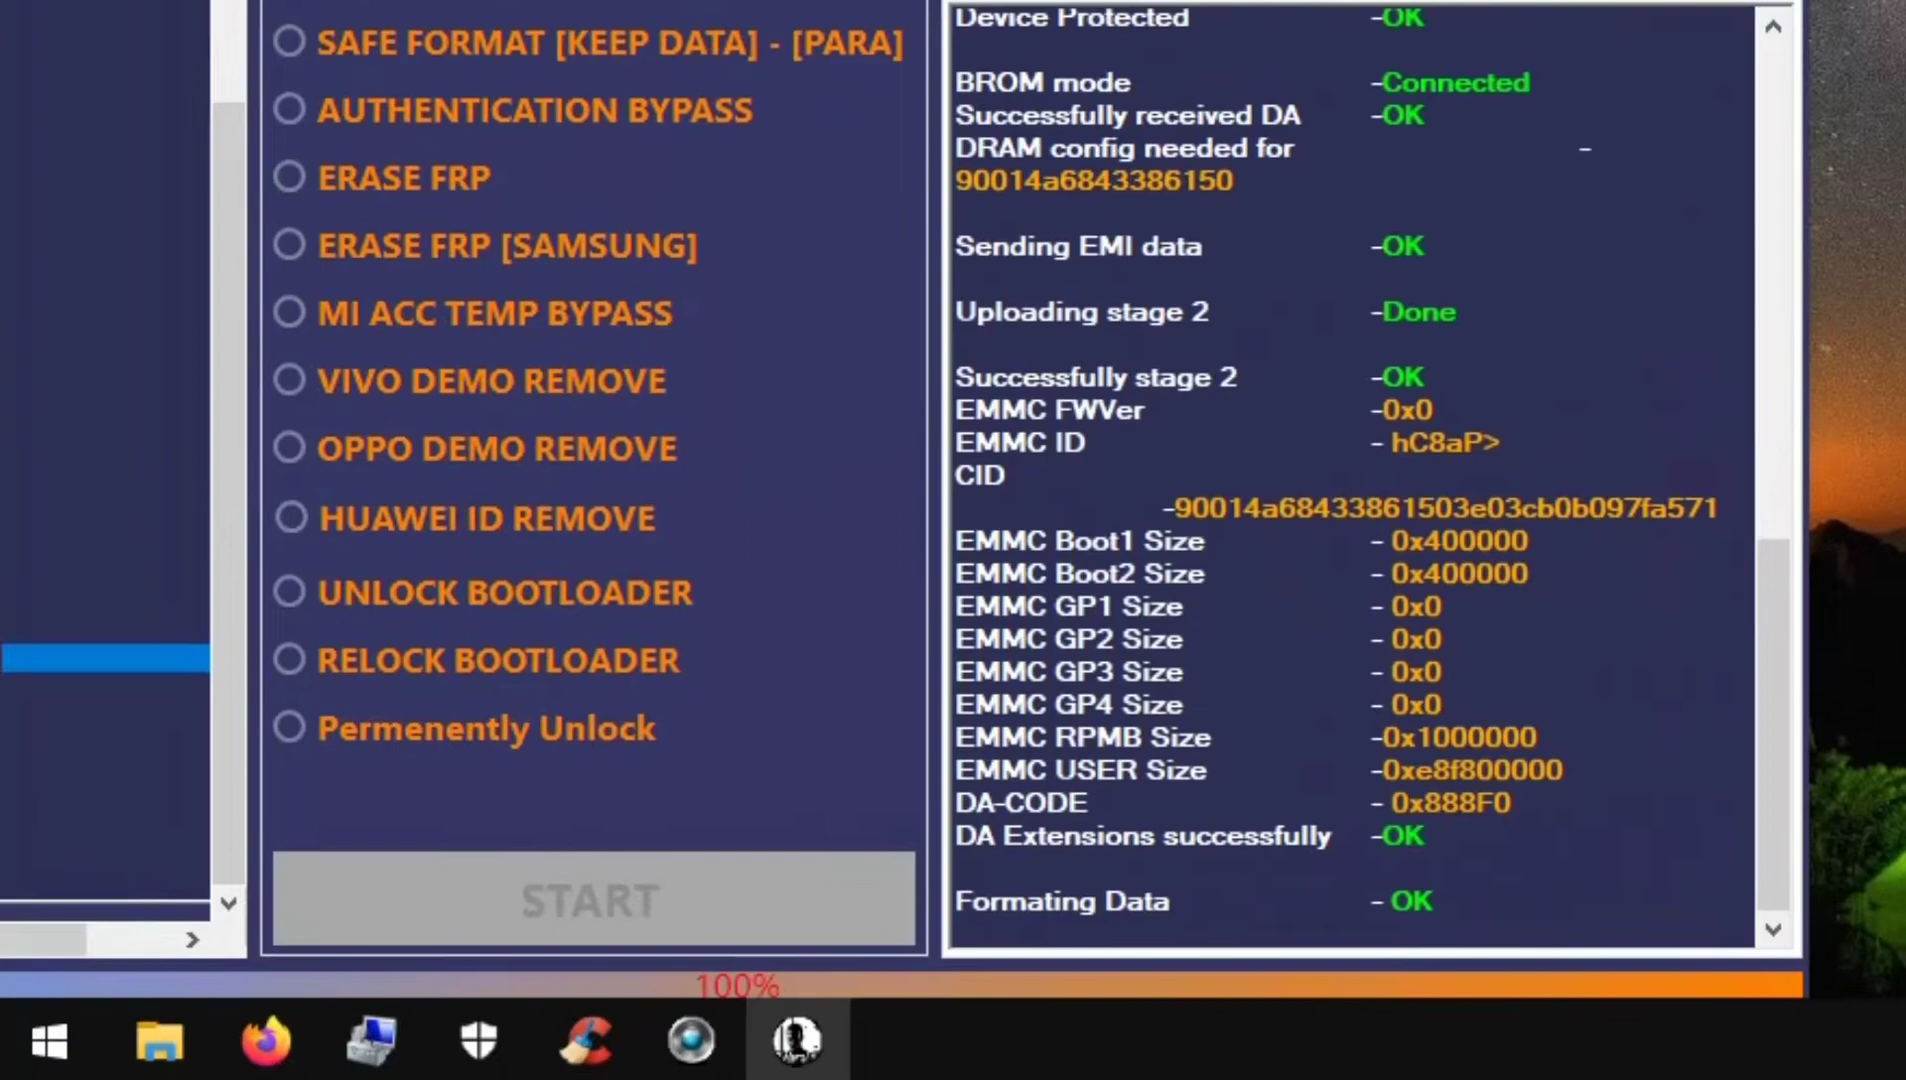 SAFE FORMAT [KEEP DATA] - [PARA]
AUTHENTICATION BYPASS
ERASE FRP
ERASE FRP [SAMSUNG]
MI ACC TEMP BYPASS
VIVO DEMO REMOVE
OPPO DEMO REMOVE
HUAWEI ID REMOVE
UNLOCK BOOTLOADER
RELOCK BOOTLOADER
Permenently Unlock
START
Device Protected -OK
BROM mode -Connected
Successfully received DA -OK
DRAM config needed for -
90014a6843386150
Sending EMI data -OK
Uploading stage 2 -Done
Successfully stage 2 -OK
EMMC FWVer -0x0
EMMC ID - hC8aP>
CID
-90014a68433861503e03cb0b097fa571
EMMC Boot1 Size - 0x400000
EMMC Boot2 Size - 0x400000
EMMC GP1 Size - 0x0
EMMC GP2 Size - 0x0
EMMC GP3 Size - 0x0
EMMC GP4 Size - 0x0
EMMC RPMB Size -0x1000000
EMMC USER Size -0xe8f800000
DA-CODE - 0x888F0
DA Extensions successfully -OK
Formating Data - OK
100%